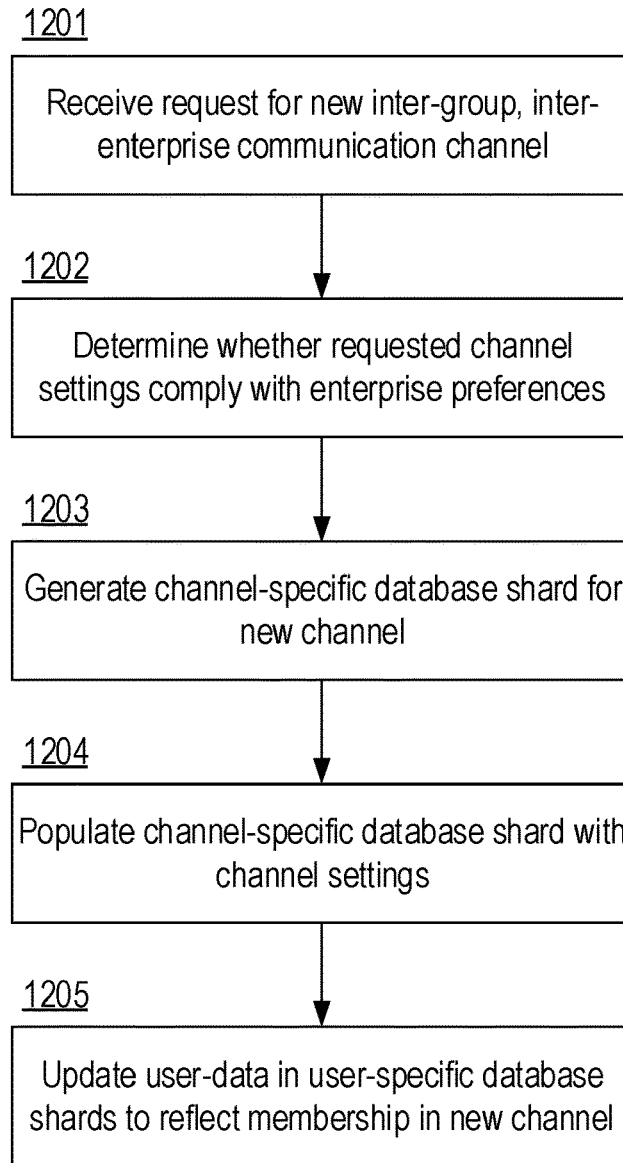 1201
Receive request for new inter-group, inter-
enterprise communication channel
1202
Determine whether requested channel
settings comply with enterprise preferences
1203
Generate channel-specific database shard for
new channel
1204
Populate channel-specific database shard with
channel settings
1205
Update user-data in user-specific database
shards to reflect membership in new channel